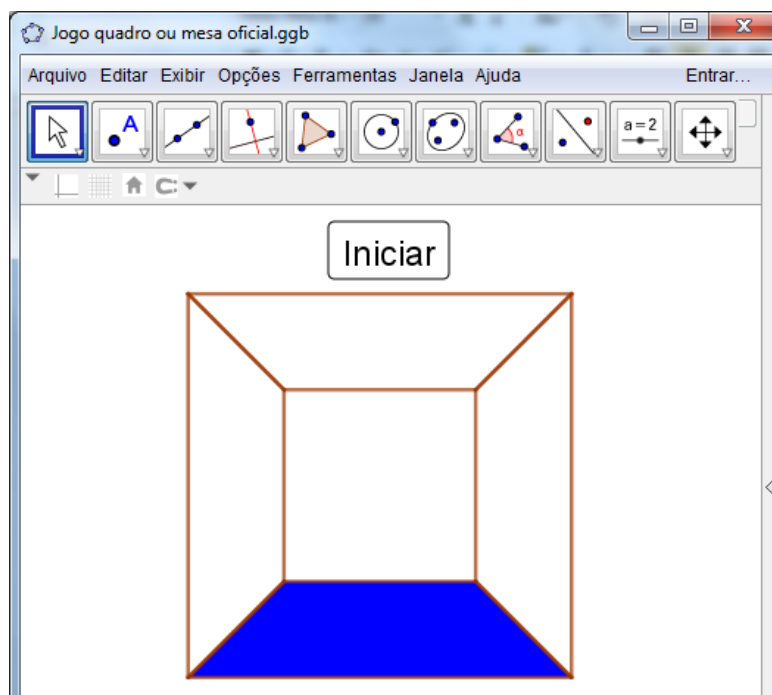 Jogo quadro ou mesa oficial.ggb
Arquivo Editar Exibir Opções Ferramentas Janela Ajuda Entrar...
A α a=2
Iniciar